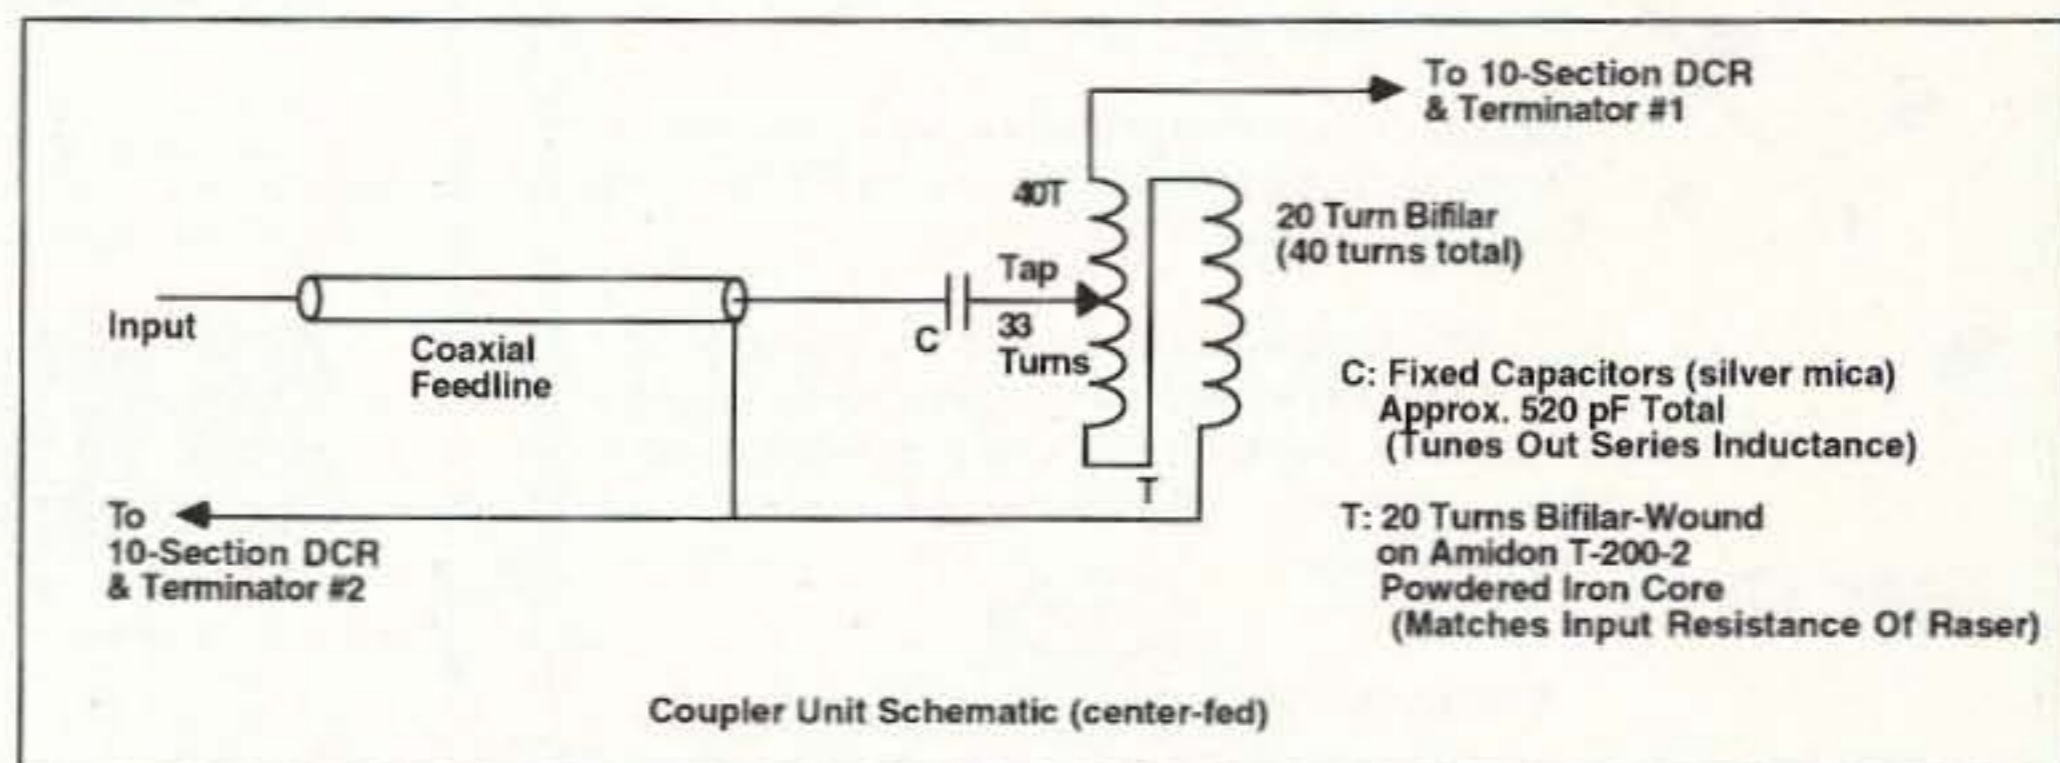 To 10-Section DCR
& Terminator #1
40T
20 Turn Bifilar
(40 turns total)
Tap
Input
C
33
Turns
Coaxial
Feedline
C: Fixed Capacitors (silver mica)
Approx. 520 pF Total
(Tunes Out Series Inductance)
T
To
10-Section DCR
& Terminator #2
T: 20 Turns Bifilar-Wound
on Amidon T-200-2
Powdered Iron Core
(Matches Input Resistance Of Raser)
Coupler Unit Schematic (center-fed)